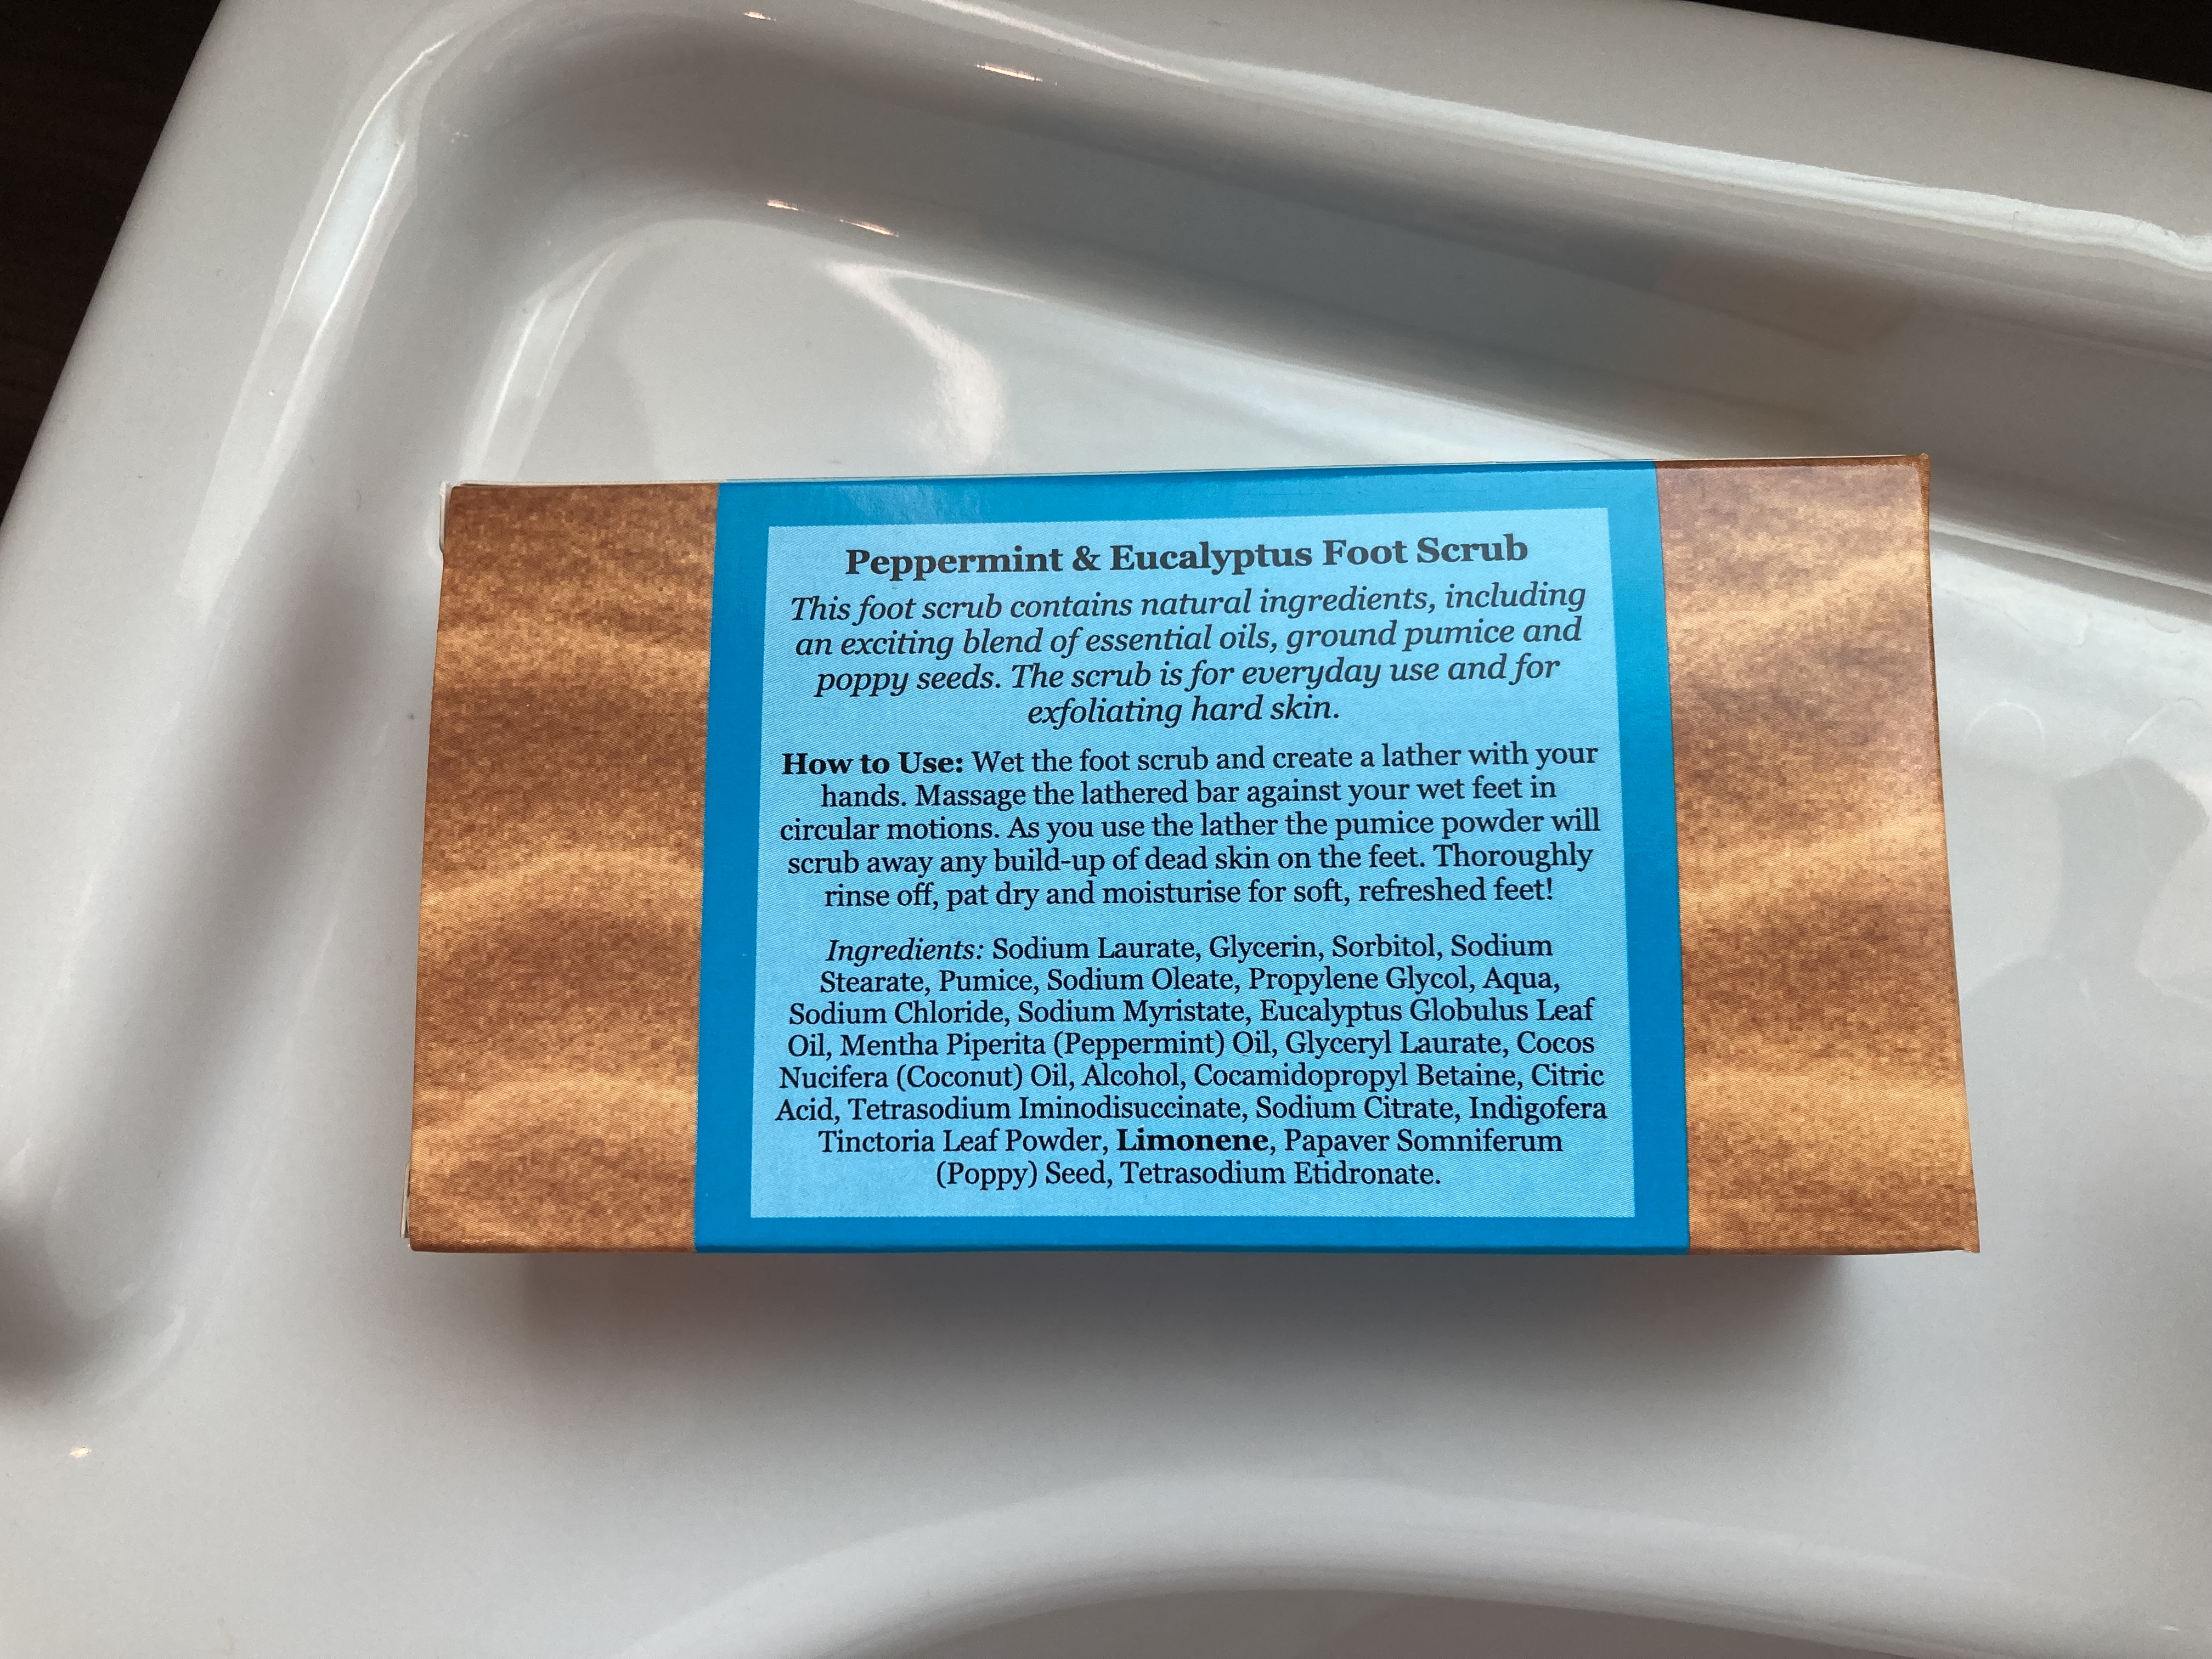 Peppermint & Eucalyptus Foot Scrub
This foot scrub contains natural ingredients, including
an exciting blend of essential oils, ground pumice and
poppy seeds. The scrub is for everyday use and for
exfoliating hard skin.
How to Use: Wet the foot scrub and create a lather with your
hands. Massage the lathered bar against your wet feet in
circular motions. As you use the lather the pumice powder will
scrub away any build-up of dead skin on the feet. Thoroughly
rinse off, pat dry and moisturise for soft, refreshed feet!
Ingredients: Sodium Laurate, Glycerin, Sorbitol, Sodium
Stearate, Pumice, Sodium Oleate, Propylene Glycol, Aqua,
Sodium Chloride, Sodium Myristate, Eucalyptus Globulus Leaf
Oil, Mentha Piperita (Peppermint) Oil, Glyceryl Laurate, Cocos
Nucifera (Coconut) Oil, Alcohol, Cocamidopropyl Betaine, Citric
Acid, Tetrasodium Iminodisuccinate, Sodium Citrate, Indigofera
Tinctoria Leaf Powder, Limonene, Papaver Somniferum
(Poppy) Seed, Tetrasodium Etidronate.